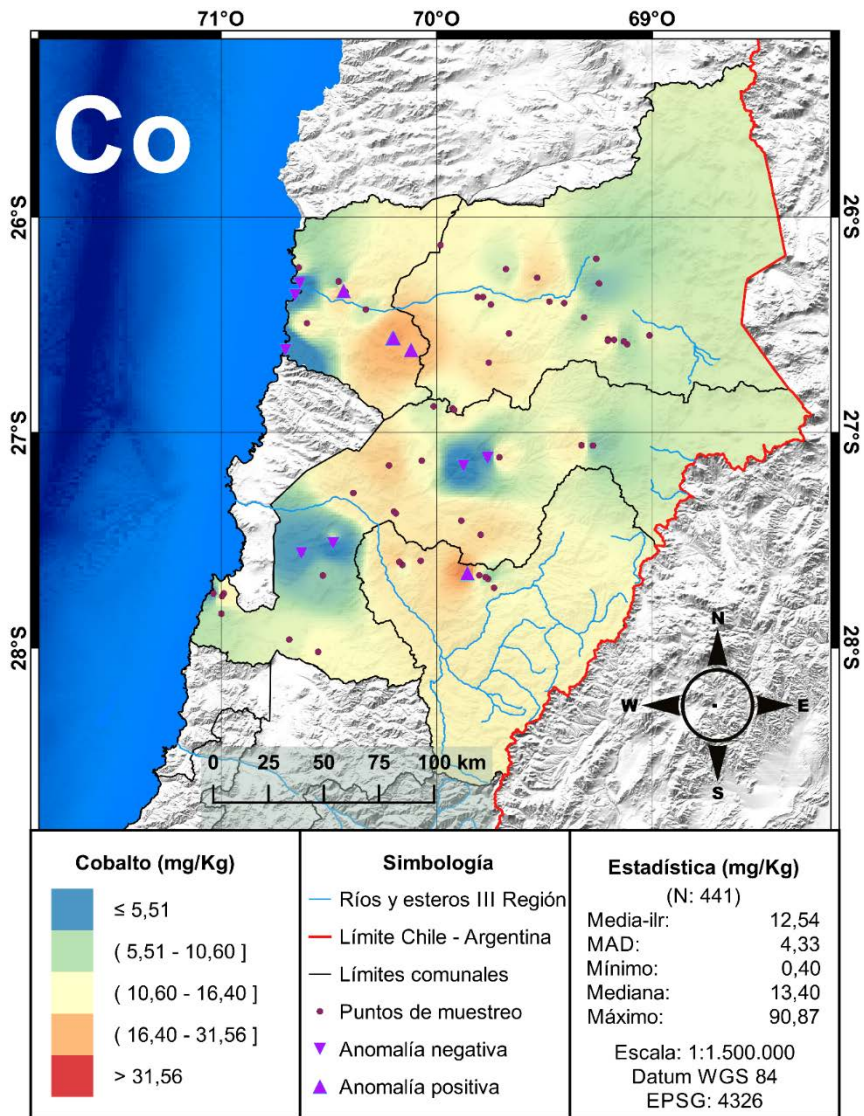 71°O 70°O 69°O
Co
26°S 26°S
27°S 27°S
28°S 28°S
N
W E
S
0 25 50 75 100 km
Cobalto (mg/Kg)
≤ 5,51
( 5,51 - 10,60 ]
( 10,60 - 16,40 ]
( 16,40 - 31,56 ]
> 31,56
Simbología
Ríos y esteros III Región
Límite Chile - Argentina
Límites comunales
Puntos de muestreo
Anomalía negativa
Anomalía positiva
Estadística (mg/Kg)
(N: 441)
Media-ilr: 12,54
MAD: 4,33
Mínimo: 0,40
Mediana: 13,40
Máximo: 90,87
Escala: 1:1.500.000
Datum WGS 84
EPSG: 4326